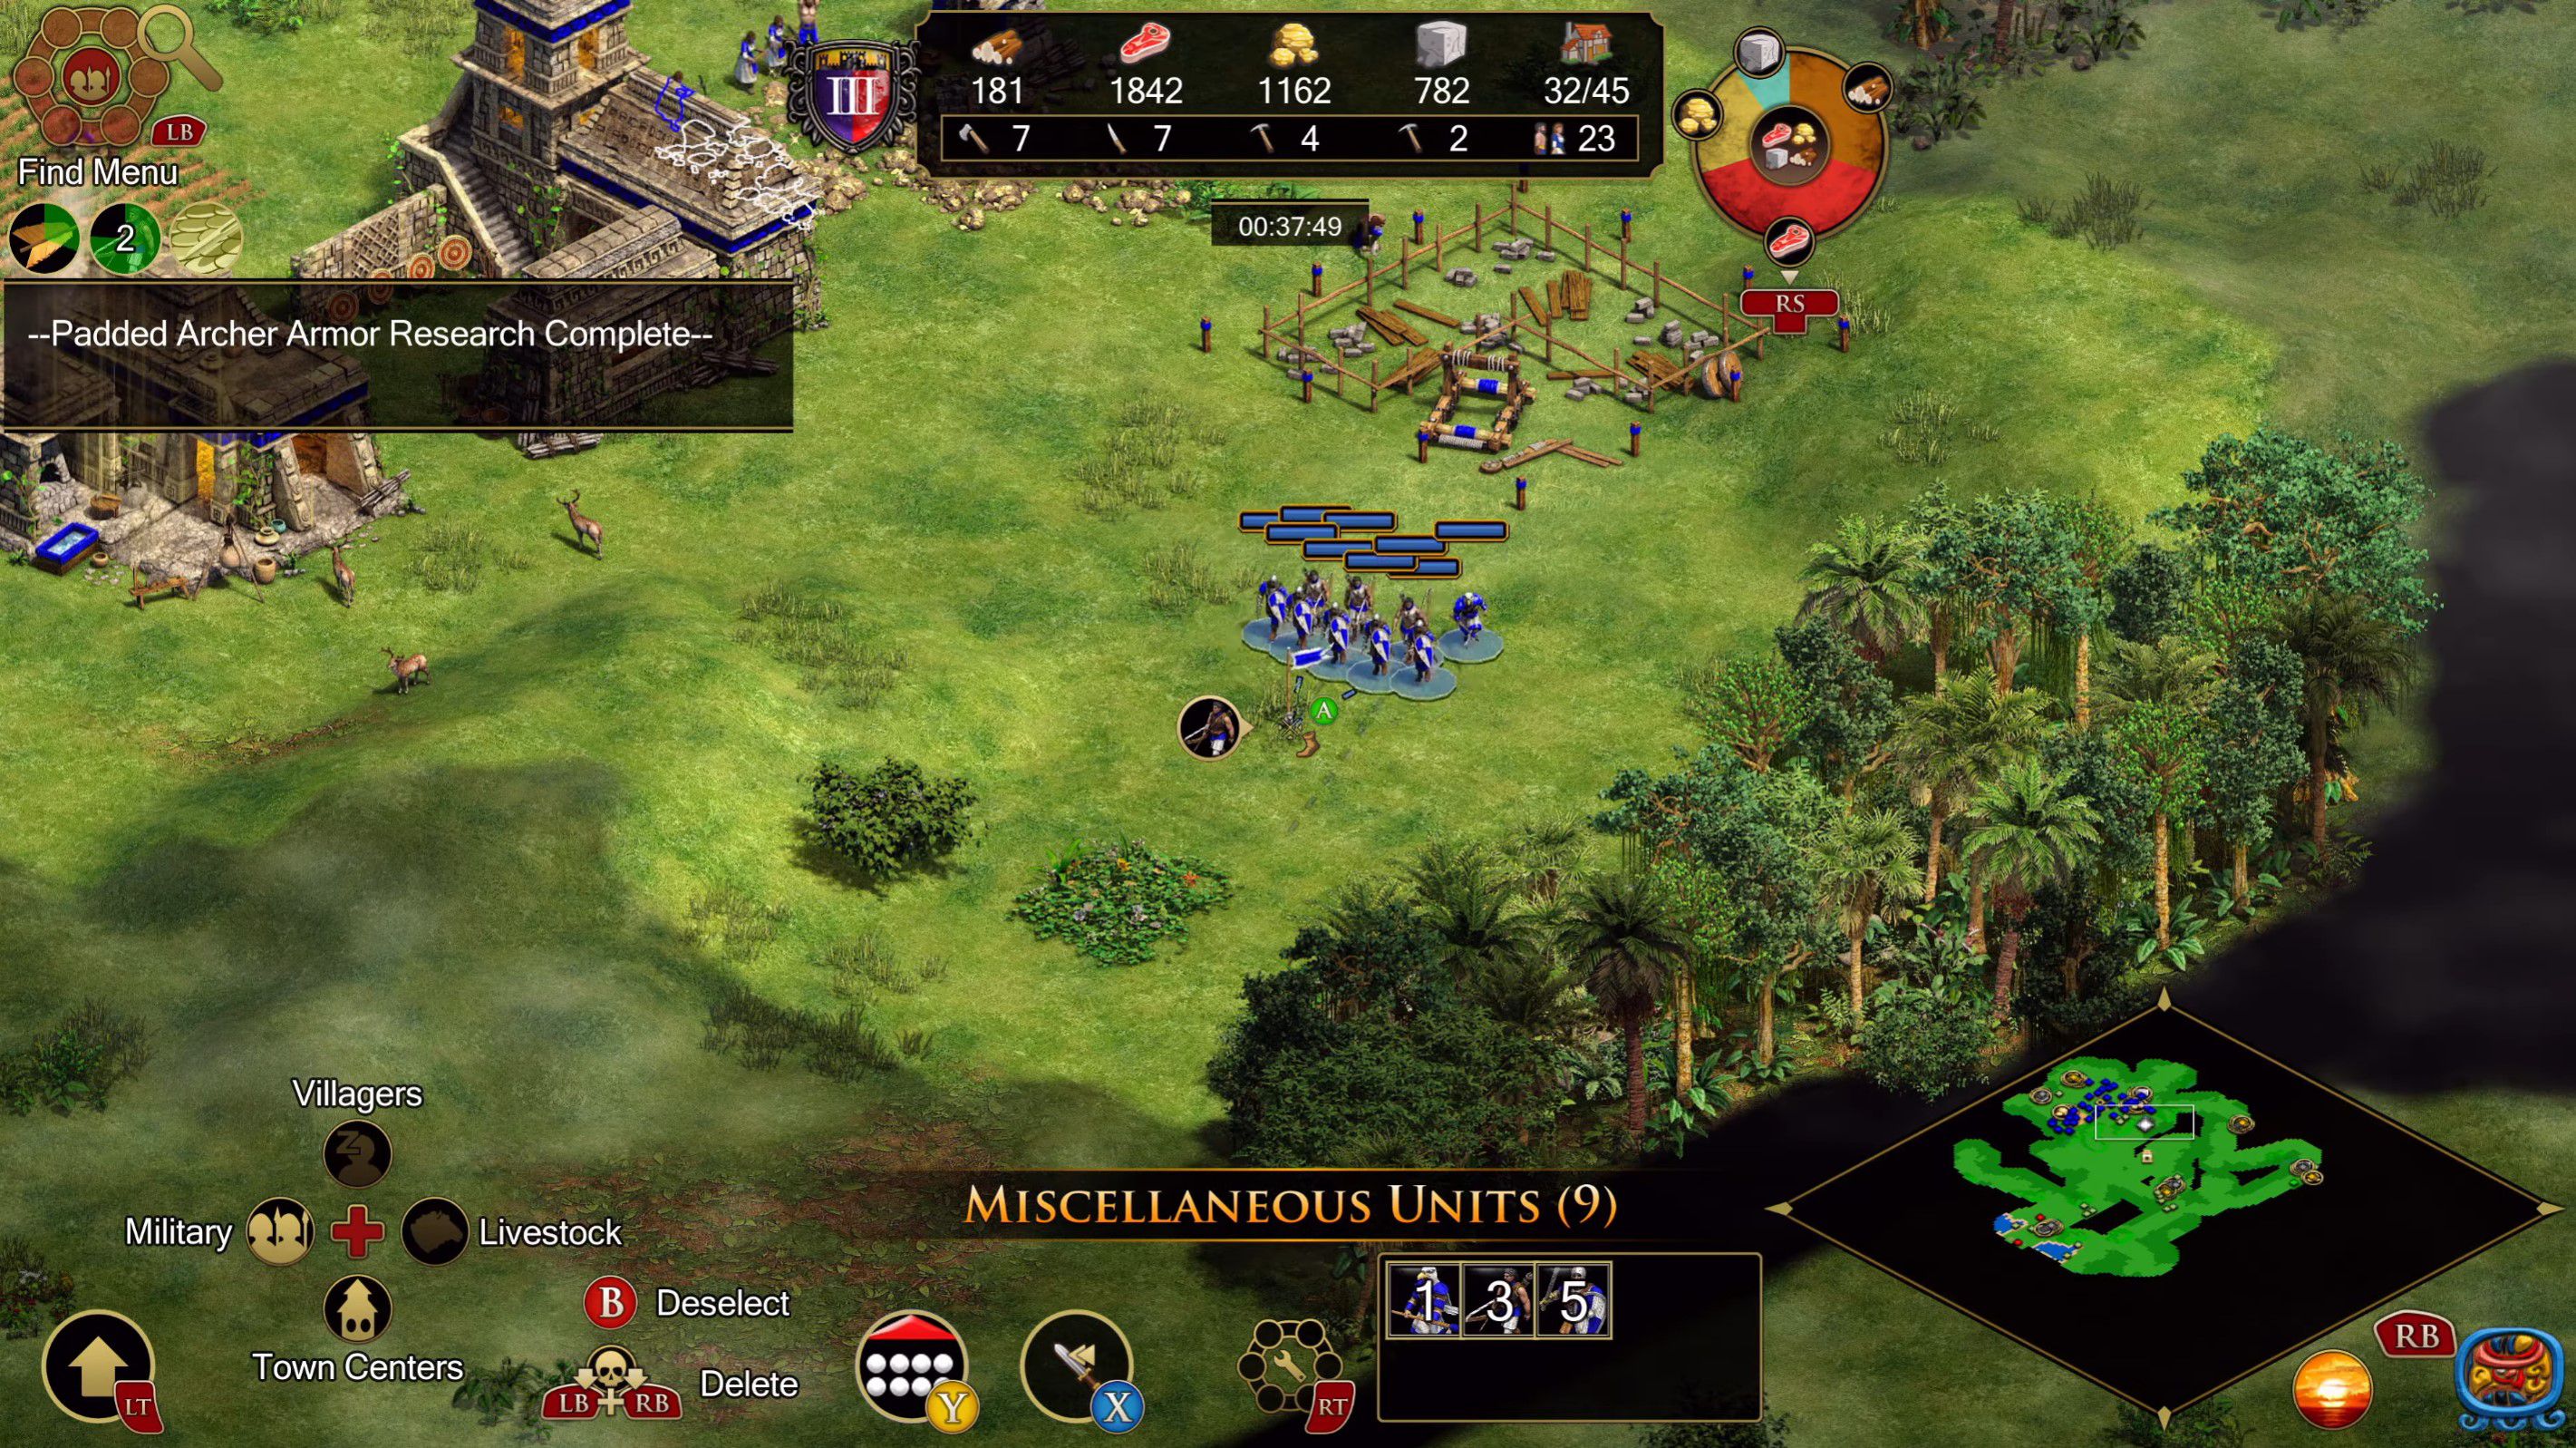 181 1842 1162 782 32/45
III
7 7 4 2 23
LB
Find Menu
00:37:49
2
RS
--Padded Archer Armor Research Complete--
A
Villagers
Z
Military Livestock
Town Centers
MISCELLANEOUS UNITS (9)
1 3 5
B Deselect
LB + RB Delete
LT
Y
X
RT
RB